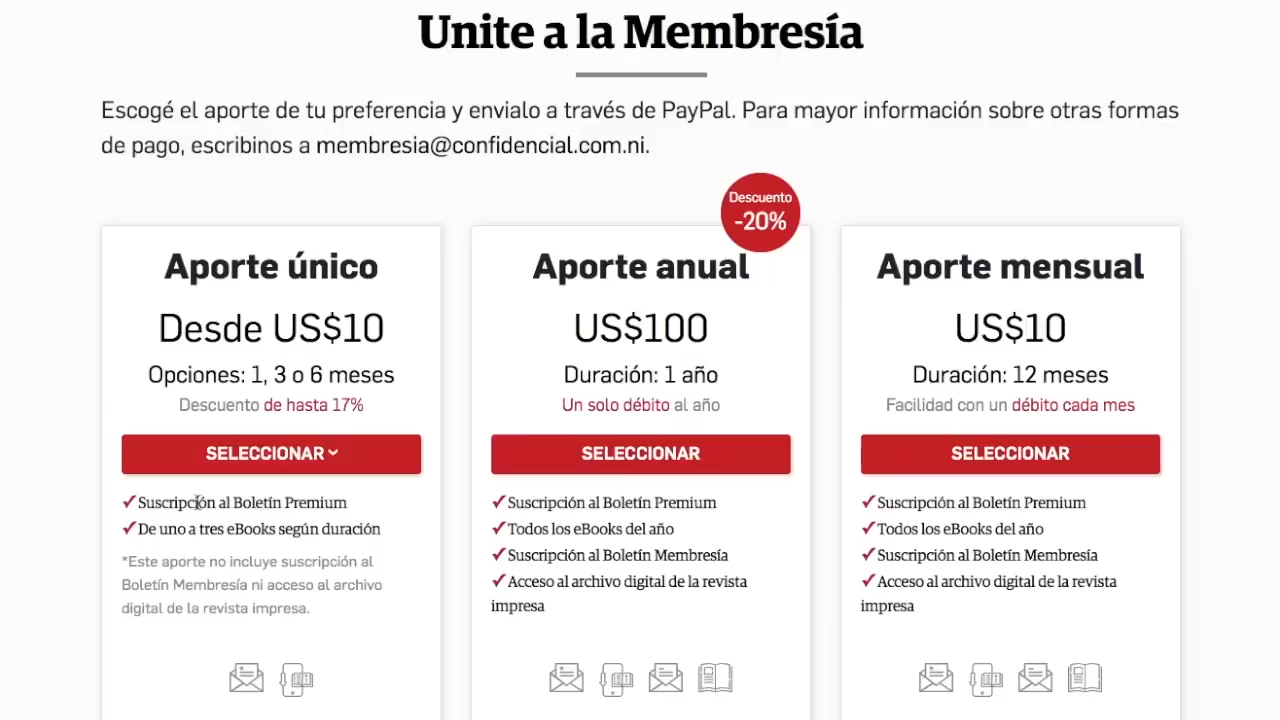 Unite a la Membresía
Escogé el aporte de tu preferencia y envialo a través de PayPal. Para mayor información sobre otras formas
de pago, escribinos a membresia@confidencial.com.ni.
Descuento
-20%
Aporte único
Desde US$10
Opciones: 1, 3 o 6 meses
Descuento de hasta 17%
SELECCIONAR
✓Suscripción al Boletín Premium
✓De uno a tres eBooks según duración
*Este aporte no incluye suscripción al
Boletín Membresía ni acceso al archivo
digital de la revista impresa.
Aporte anual
US$100
Duración: 1 año
Un solo débito al año
SELECCIONAR
✓Suscripción al Boletín Premium
✓Todos los eBooks del año
✓Suscripción al Boletín Membresía
✓Acceso al archivo digital de la revista
impresa
Aporte mensual
US$10
Duración: 12 meses
Facilidad con un débito cada mes
SELECCIONAR
✓Suscripción al Boletín Premium
✓Todos los eBooks del año
✓Suscripción al Boletín Membresía
✓Acceso al archivo digital de la revista
impresa